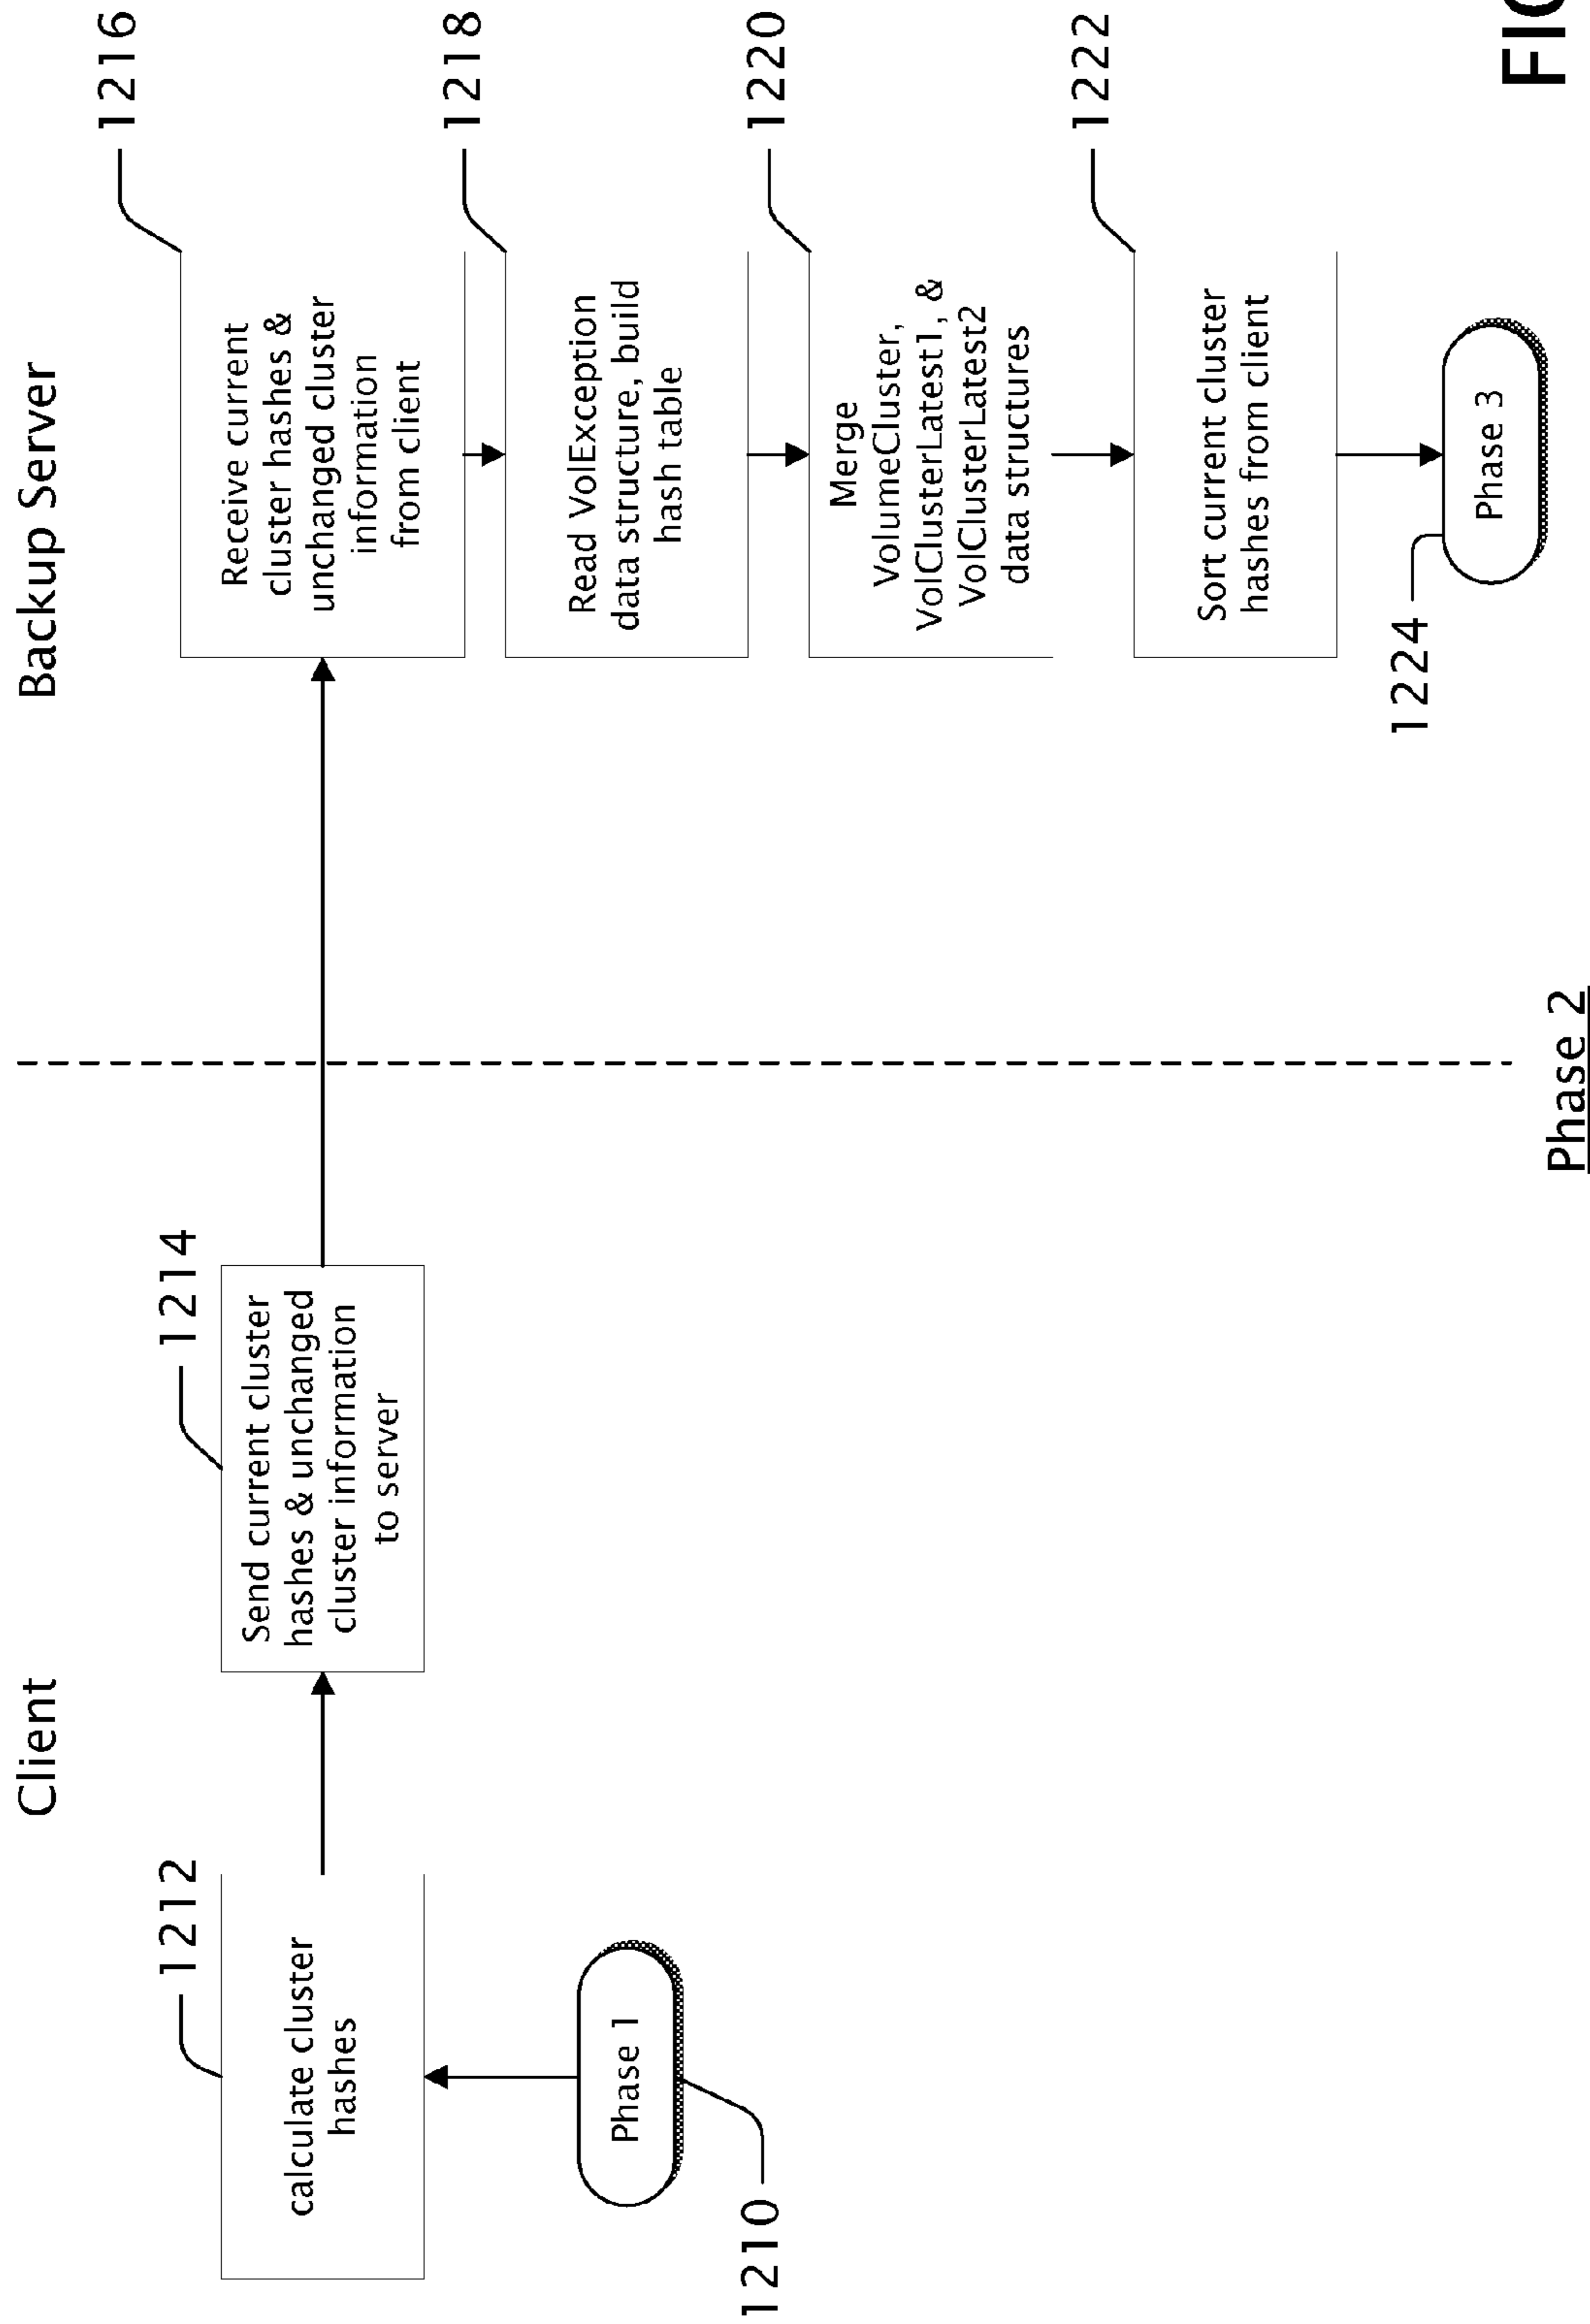 Client
Backup Server
1212
calculate cluster
hashes
Phase 1
1210
1214
Send current cluster
hashes & unchanged
cluster information
to server
1216
Receive current
cluster hashes &
unchanged cluster
information
from client
1218
Read VolException
data structure, build
hash table
1220
Merge
VolumeCluster,
VolClusterLatest1, &
VolClusterLatest2
data structures
1222
Sort current cluster
hashes from client
1224
Phase 3
Phase 2